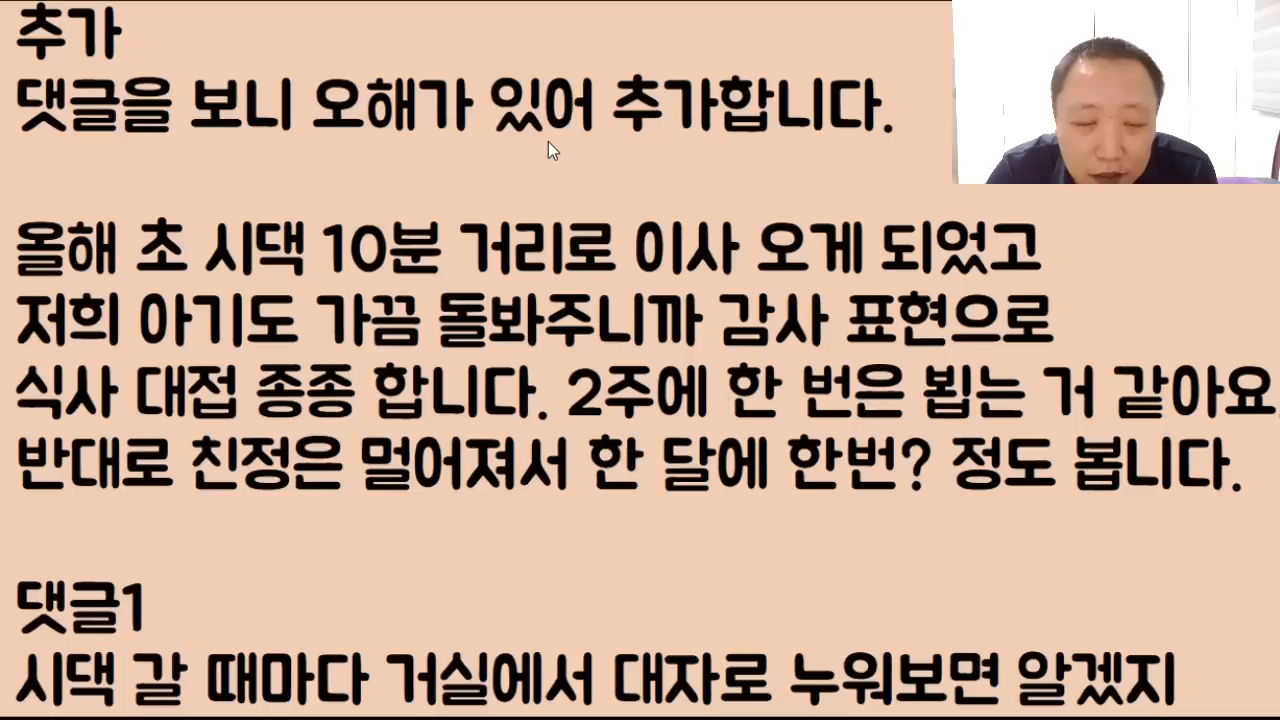 추가
댓글을 보니 오해가 있어 추가합니다.
올해 초 시댁 10분 거리로 이사 오게 되었고
저희 아기도 가끔 돌봐주니까 감사 표현으로
식사 대접 종종 합니다. 2주에 한 번은 뵙는 거 같아요.
반대로 친정은 멀어져서 한 달에 한번? 정도 봅니다.
댓글1
시댁 갈 때마다 거실에서 대자로 누워보면 알겠지